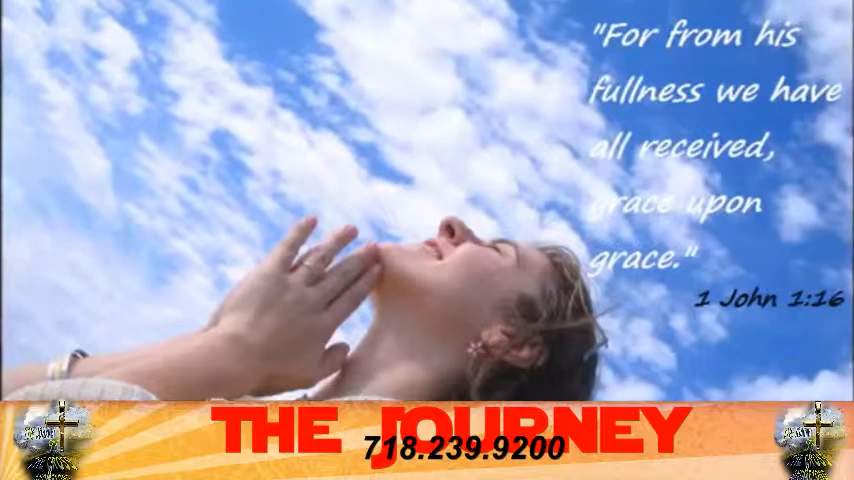 "For from his
fullness we have
all received,
grace upon
grace."
1 John 1:16
THE JOURNEY
718.239.9200